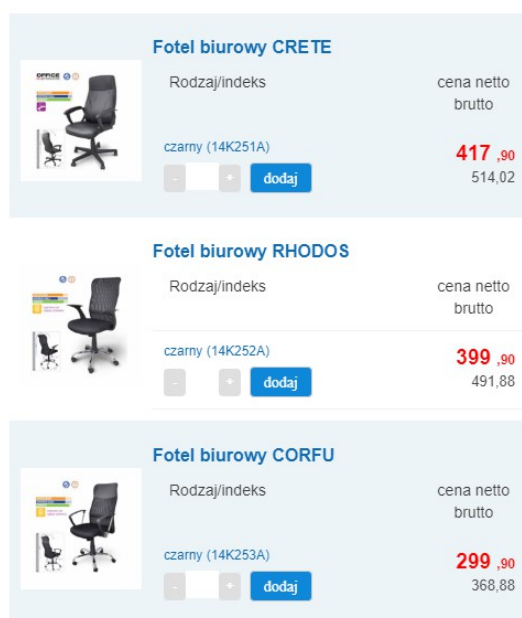 Fotel biurowy CRETE
OFFICE
Rodzaj/indeks
cena netto
brutto
czarny (14K251A)
417 ,90
- + dodaj
514,02
Fotel biurowy RHODOS
Rodzaj/indeks
cena netto
brutto
czarny (14K252A)
399 ,90
- + dodaj
491,88
Fotel biurowy CORFU
Rodzaj/indeks
cena netto
brutto
czarny (14K253A)
299 ,90
- + dodaj
368,88